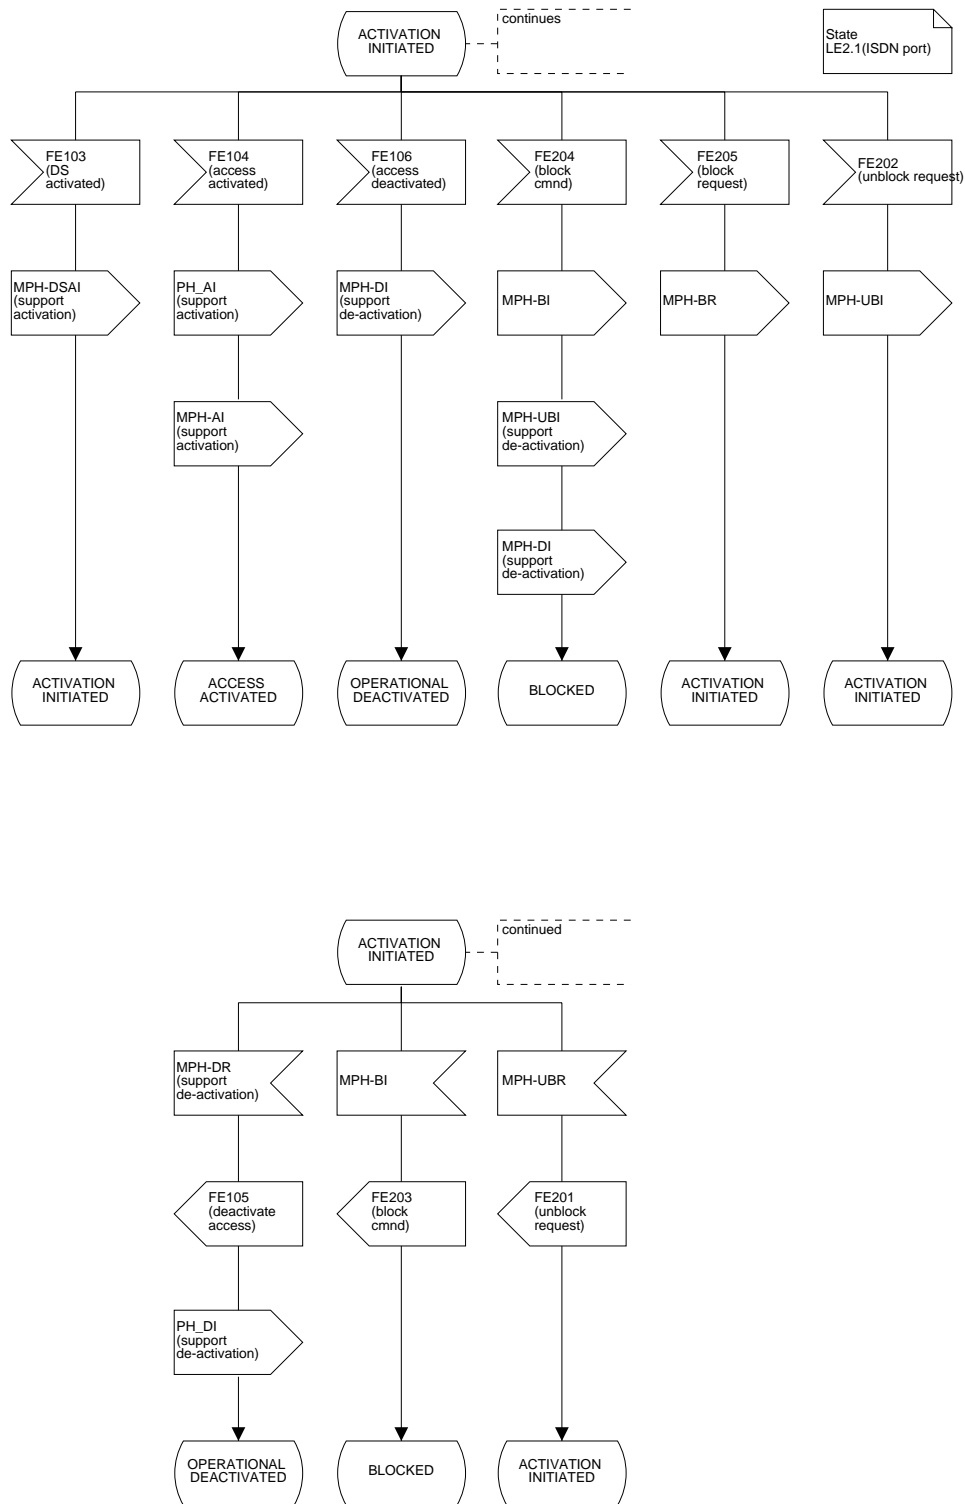 ACTIVATION
INITIATED
continues
State
LE2.1(ISDN port)
FE103
(DS
activated)
FE104
(access
activated)
FE106
(access
deactivated)
FE204
(block
cmnd)
FE205
(block
request)
FE202
(unblock request)
MPH-DSAI
(support
activation)
PH_AI
(support
activation)
MPH-DI
(support
de-activation)
MPH-BI
MPH-BR
MPH-UBI
MPH-AI
(support
activation)
MPH-UBI
(support
de-activation)
MPH-DI
(support
de-activation)
ACTIVATION
INITIATED
ACCESS
ACTIVATED
OPERATIONAL
DEACTIVATED
BLOCKED
ACTIVATION
INITIATED
ACTIVATION
INITIATED
ACTIVATION
INITIATED
continued
MPH-DR
(support
de-activation)
MPH-BI
MPH-UBR
FE105
(deactivate
access)
FE203
(block
cmnd)
FE201
(unblock
request)
PH_DI
(support
de-activation)
OPERATIONAL
DEACTIVATED
BLOCKED
ACTIVATION
INITIATED